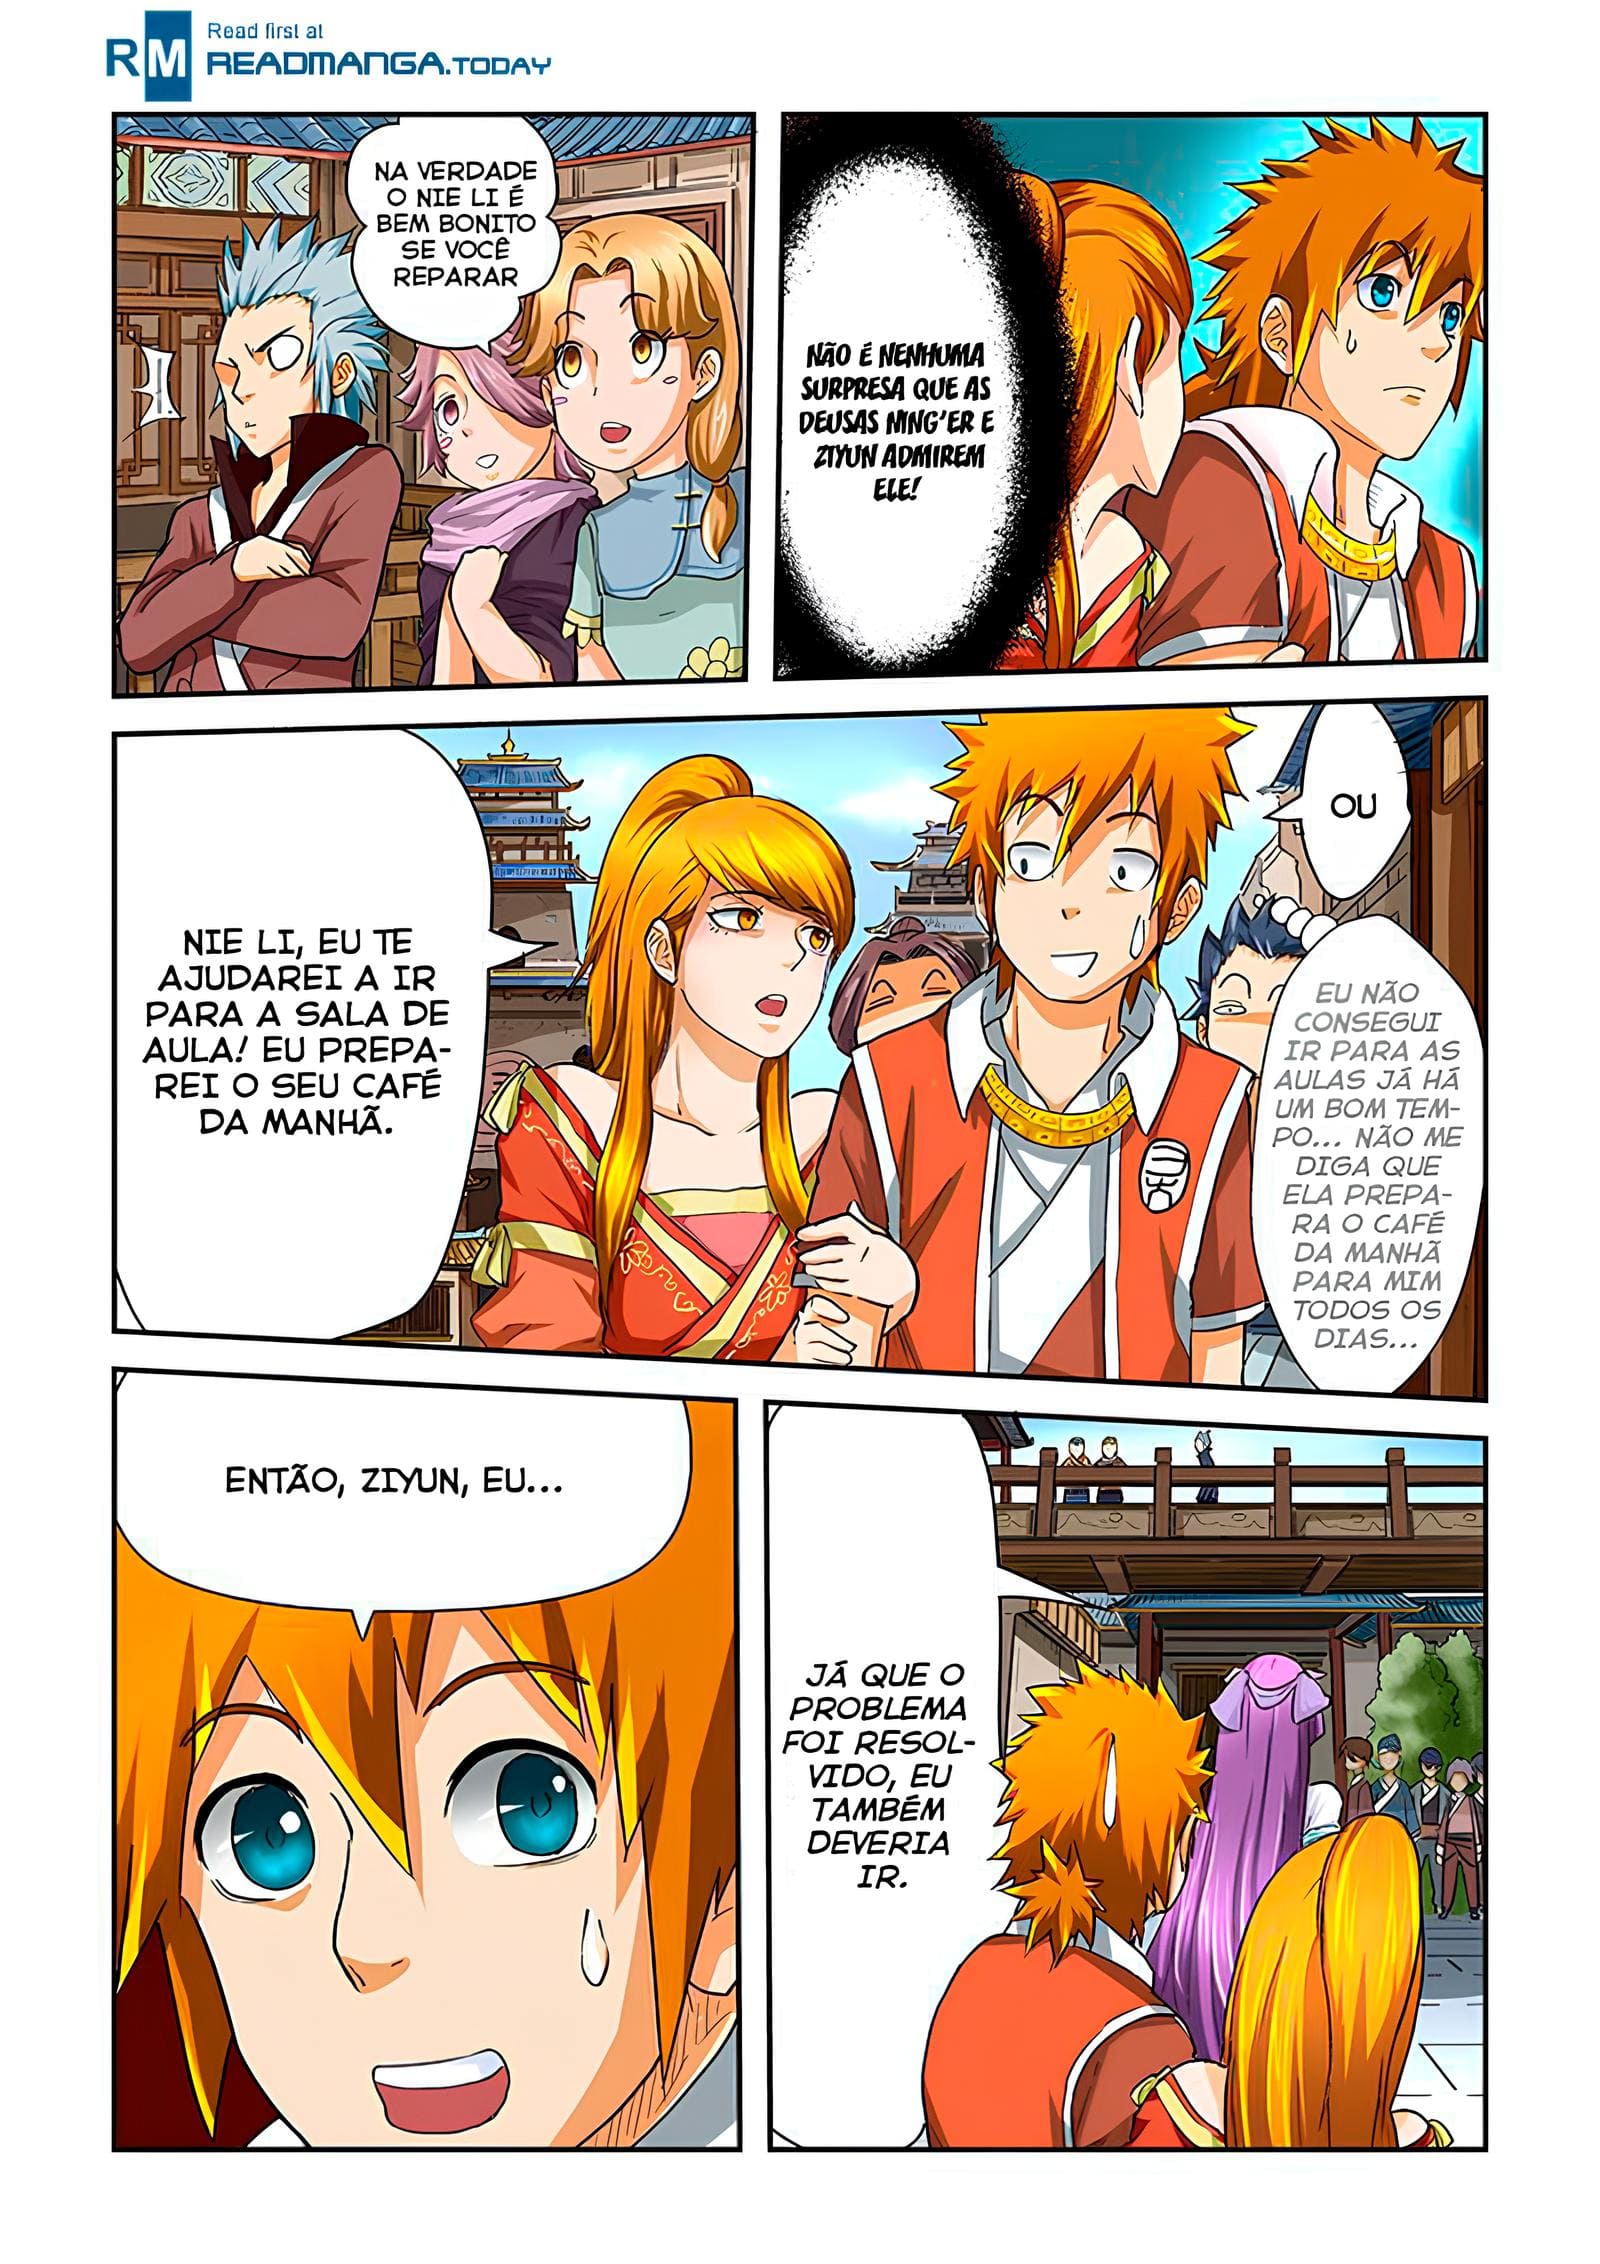 RM
Read first at
READMANGA.TODAY
NA VERDADE
O NIE LI É
BEM BONITO
SE VOCÊ
REPARAR
NÃO É NENHUMA
SURPRESA QUE AS
DEUSAS NING'ER E
ZIYUN ADMIREM
ELE!
NIE LI, EU TE
AJUDAREI A IR
PARA A SALA DE
AULA! EU PREPA-
REI O SEU CAFÉ
DA MANHÃ.
OU
EU NÃO
CONSEGUI
IR PARA AS
AULAS JÁ HÁ
UM BOM TEM-
PO... NÃO ME
DIGA QUE
ELA PREPA-
RA O CAFÉ
DA MANHÃ
PARA MIM
TODOS OS
DIAS...
ENTÃO, ZIYUN, EU...
JÁ QUE O
PROBLEMA
FOI RESOL-
VIDO, EU
TAMBÉM
DEVERIA
IR.